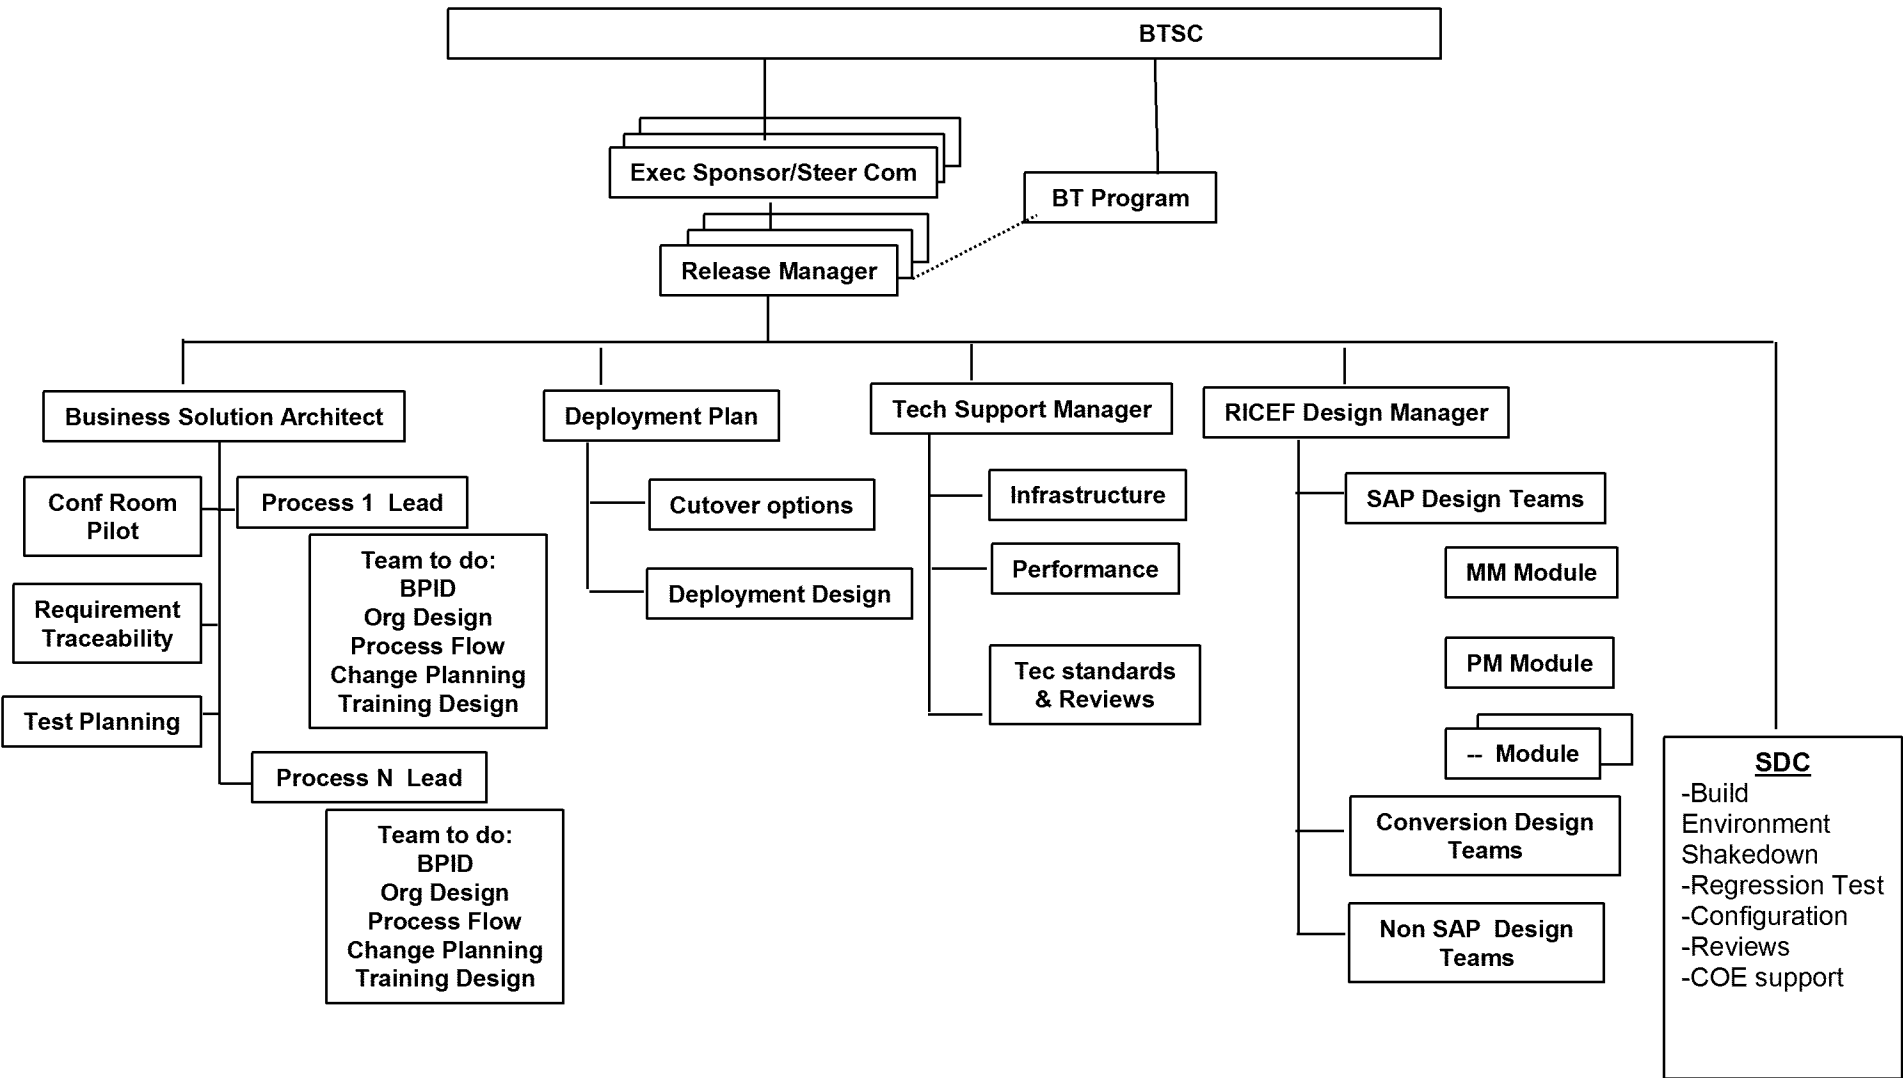 BTSC
Exec Sponsor/Steer Com
BT Program
Release Manager
Business Solution Architect
Conf Room
Pilot
Requirement
Traceability
Test Planning
Process 1 Lead
Team to do:
BPID
Org Design
Process Flow
Change Planning
Training Design
Process N Lead
Team to do:
BPID
Org Design
Process Flow
Change Planning
Training Design
Deployment Plan
Cutover options
Deployment Design
Tech Support Manager
Infrastructure
Performance
Tec standards
& Reviews
RICEF Design Manager
SAP Design Teams
MM Module
PM Module
-- Module
Conversion Design
Teams
Non SAP Design
Teams
SDC
-Build
Environment
Shakedown
-Regression Test
-Configuration
-Reviews
-COE support